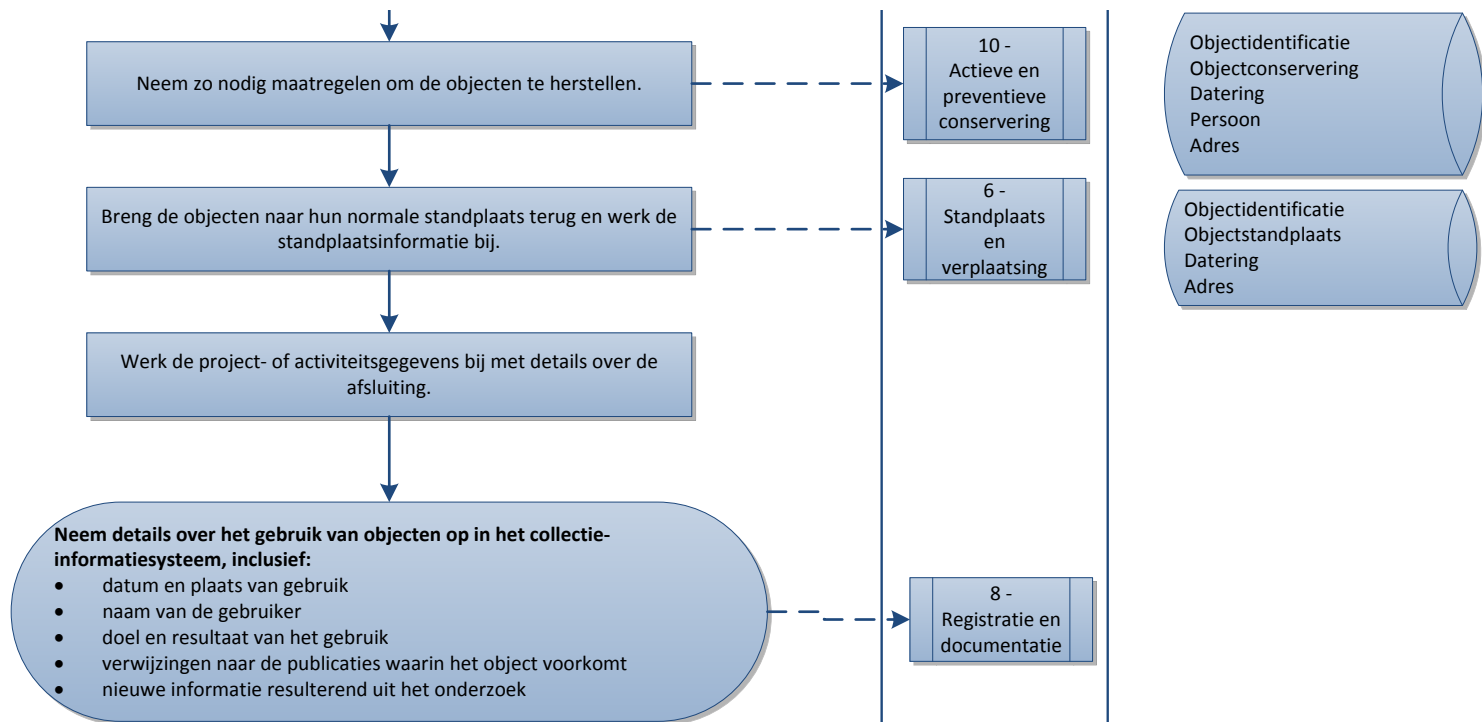 Neem zo nodig maatregelen om de objecten te herstellen.
10 -
Actieve en
preventieve
conservering
Objectidentificatie
Objectconservering
Datering
Persoon
Adres
Breng de objecten naar hun normale standplaats terug en werk de
standplaatsinformatie bij.
6 -
Standplaats
en
verplaatsing
Objectidentificatie
Objectstandplaats
Datering
Adres
Werk de project- of activiteitsgegevens bij met details over de
afsluiting.
Neem details over het gebruik van objecten op in het collectie-
informatiesysteem, inclusief:
• datum en plaats van gebruik
• naam van de gebruiker
• doel en resultaat van het gebruik
• verwijzingen naar de publicaties waarin het object voorkomt
• nieuwe informatie resulterend uit het onderzoek
8 -
Registratie en
documentatie